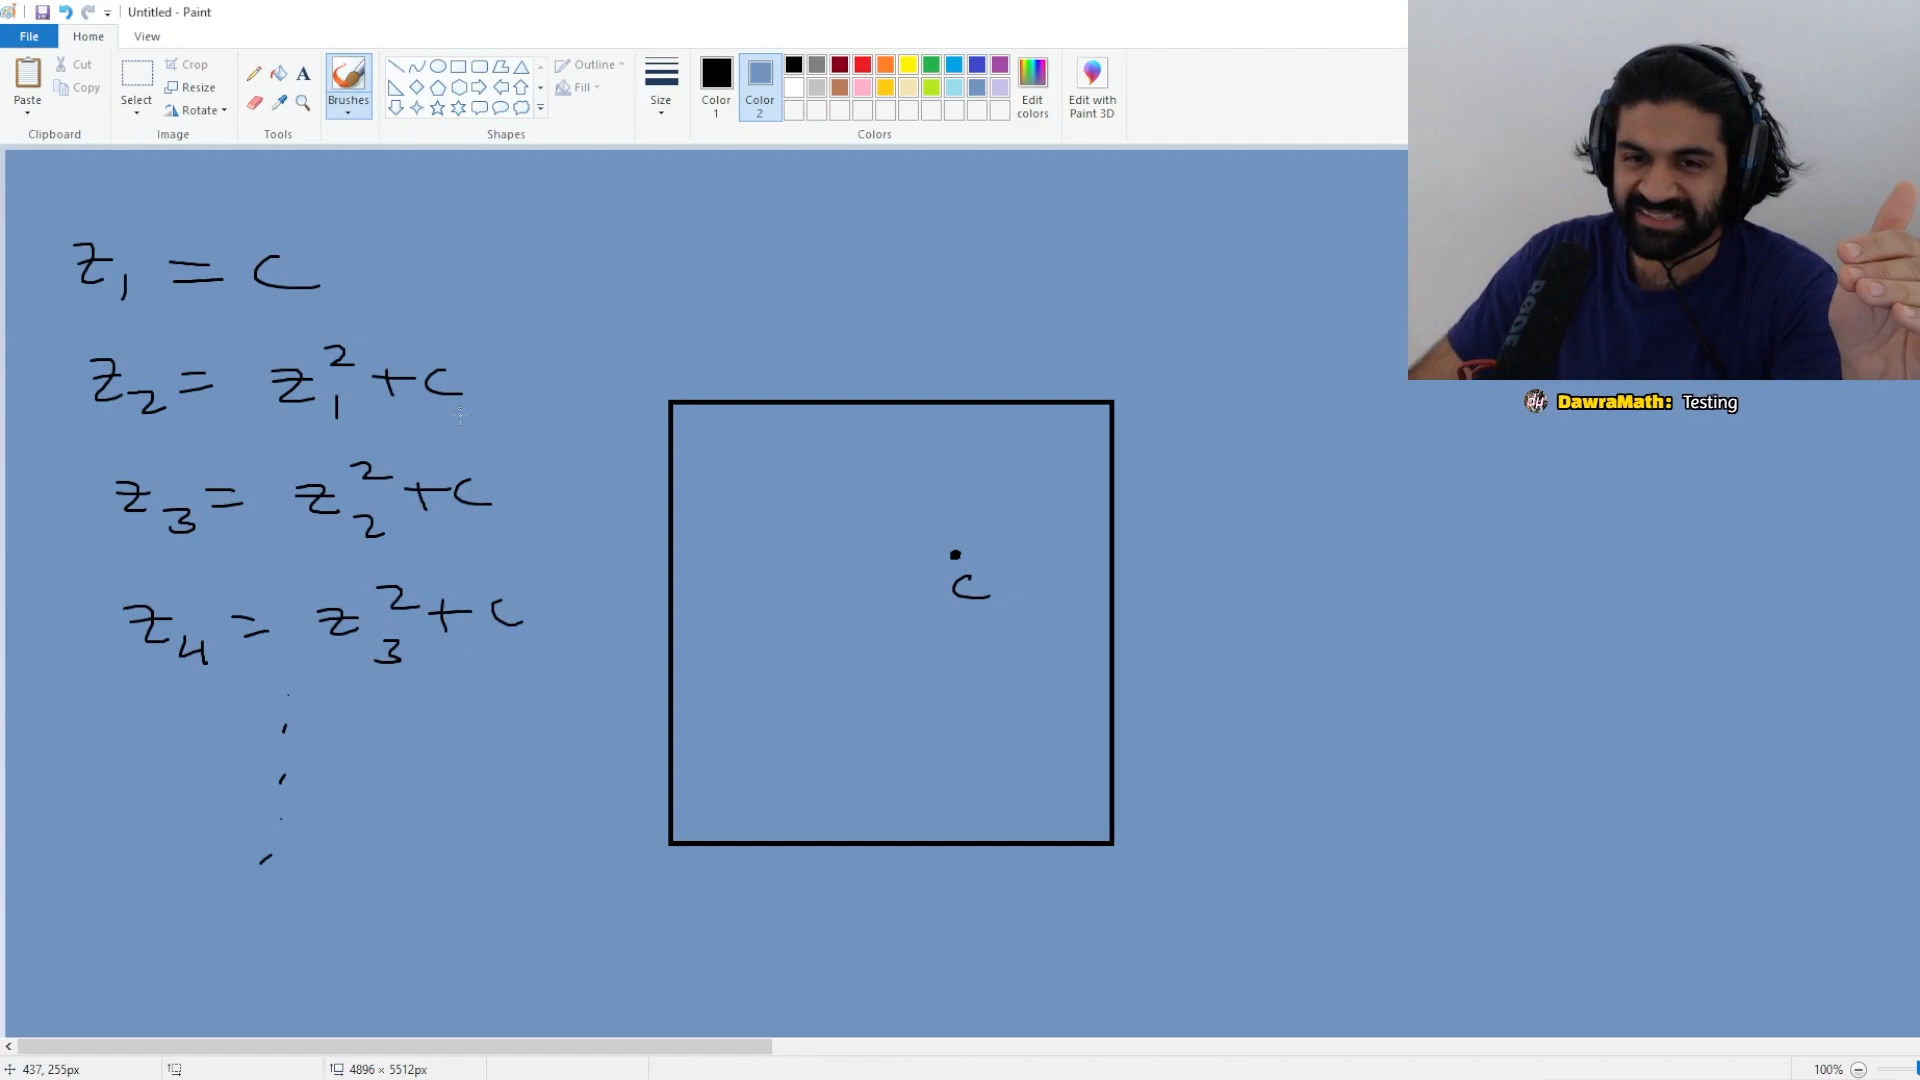 Untitled - Paint
File Home View
Paste
Cut
Copy
Clipboard
Select
Crop
Resize
Rotate
Image
Tools
Brushes
Shapes
Outline
Fill
Size
Color 1
Color 2
Edit colors
Colors
Edit with Paint 3D
z₁ = c
z₂ = z₁² + c
z₃ = z₂² + c
z₄ = z₃² + c
c
RODE
DawraMath: Testing
437, 255px
4896 × 5512px
100%